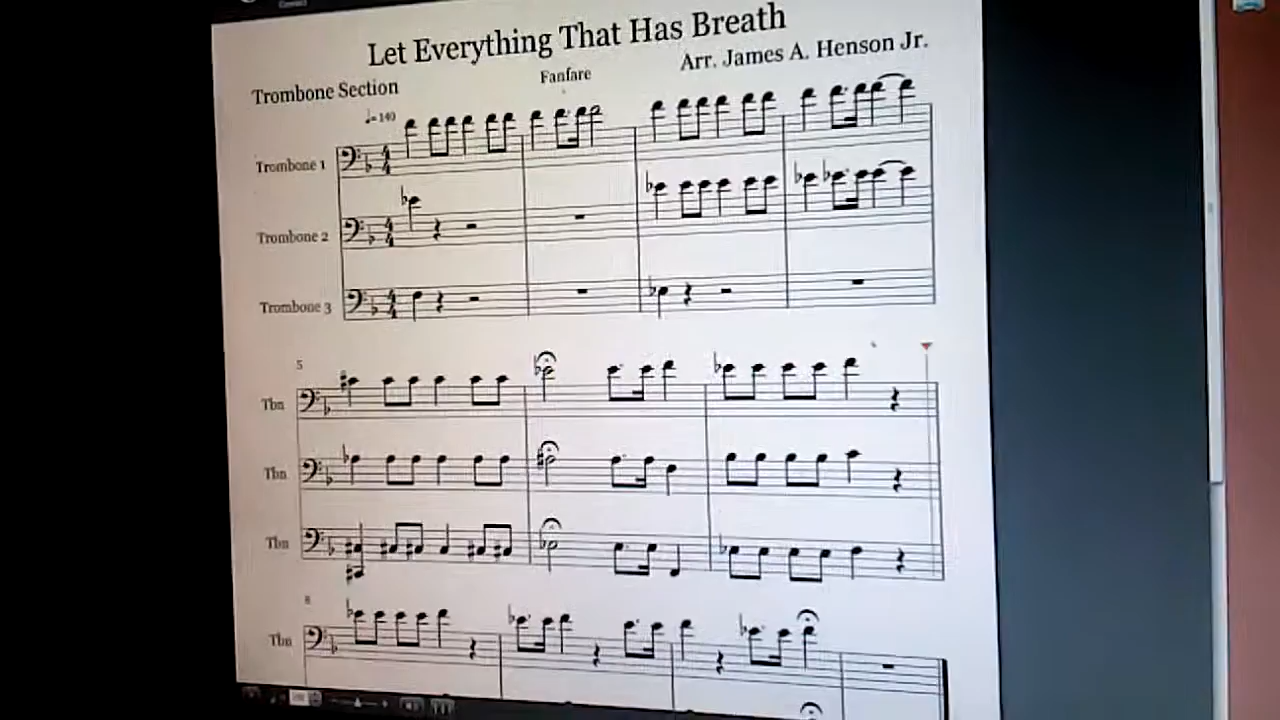 Let Everything That Has Breath
Trombone Section
Fanfare
Arr. James A. Henson Jr.
♩=140
Trombone 1
Trombone 2
Trombone 3
5
Tbn
Tbn
Tbn
8
Tbn